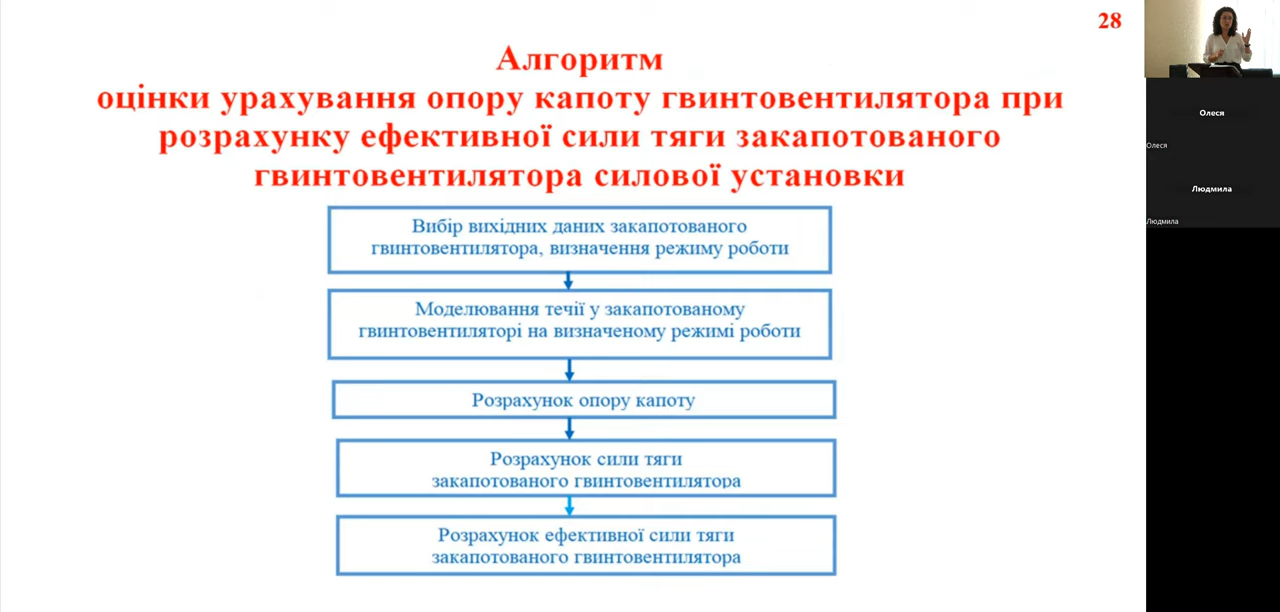 28
Алгоритм
оцінки урахування опору капоту гвинтовентилятора при
розрахунку ефективної сили тяги закапотованого
гвинтовентилятора силової установки
Вибір вихідних даних закапотованого
гвинтовентилятора, визначення режиму роботи
Моделювання течії у закапотованому
гвинтовентиляторі на визначеному режимі роботи
Розрахунок опору капоту
Розрахунок сили тяги
закапотованого гвинтовентилятора
Розрахунок ефективної сили тяги
закапотованого гвинтовентилятора
Олеся
Олеся
Людмила
Людмила